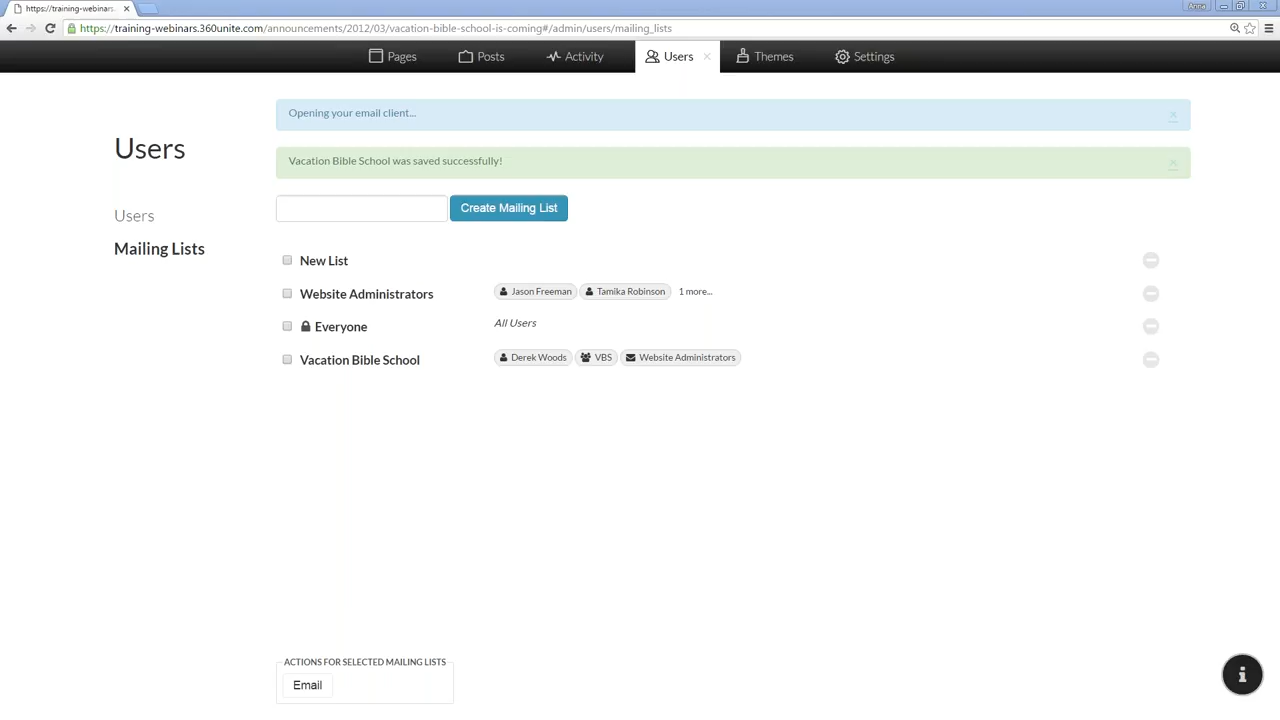 https://training-webinars.
Anna
https://training-webinars.360unite.com/announcements/2012/03/vacation-bible-school-is-coming#/admin/users/mailing_lists
Pages Posts Activity Users × Themes Settings
Opening your email client... ×
Users
Vacation Bible School was saved successfully! ×
Create Mailing List
Users
Mailing Lists
New List
Website Administrators Jason Freeman Tamika Robinson 1 more...
Everyone All Users
Vacation Bible School Derek Woods VBS Website Administrators
ACTIONS FOR SELECTED MAILING LISTS
Email